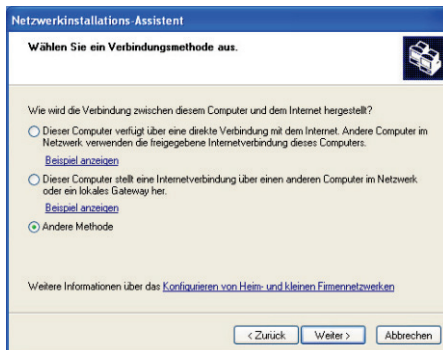 Netzwerkinstallations-Assistent
Wählen Sie ein Verbindungsmethode aus.
Wie wird die Verbindung zwischen diesem Computer und dem Internet hergestellt?
Dieser Computer verfügt über eine direkte Verbindung mit dem Internet. Andere Computer im
Netzwerk verwenden die freigegebene Internetverbindung dieses Computers.
Beispiel anzeigen
Dieser Computer stellt eine Internetverbindung über einen anderen Computer im Netzwerk
oder ein lokales Gateway her.
Beispiel anzeigen
Andere Methode
Weitere Informationen über das Konfigurieren von Heim- und kleinen Firmennetzwerken
< Zurück Weiter > Abbrechen